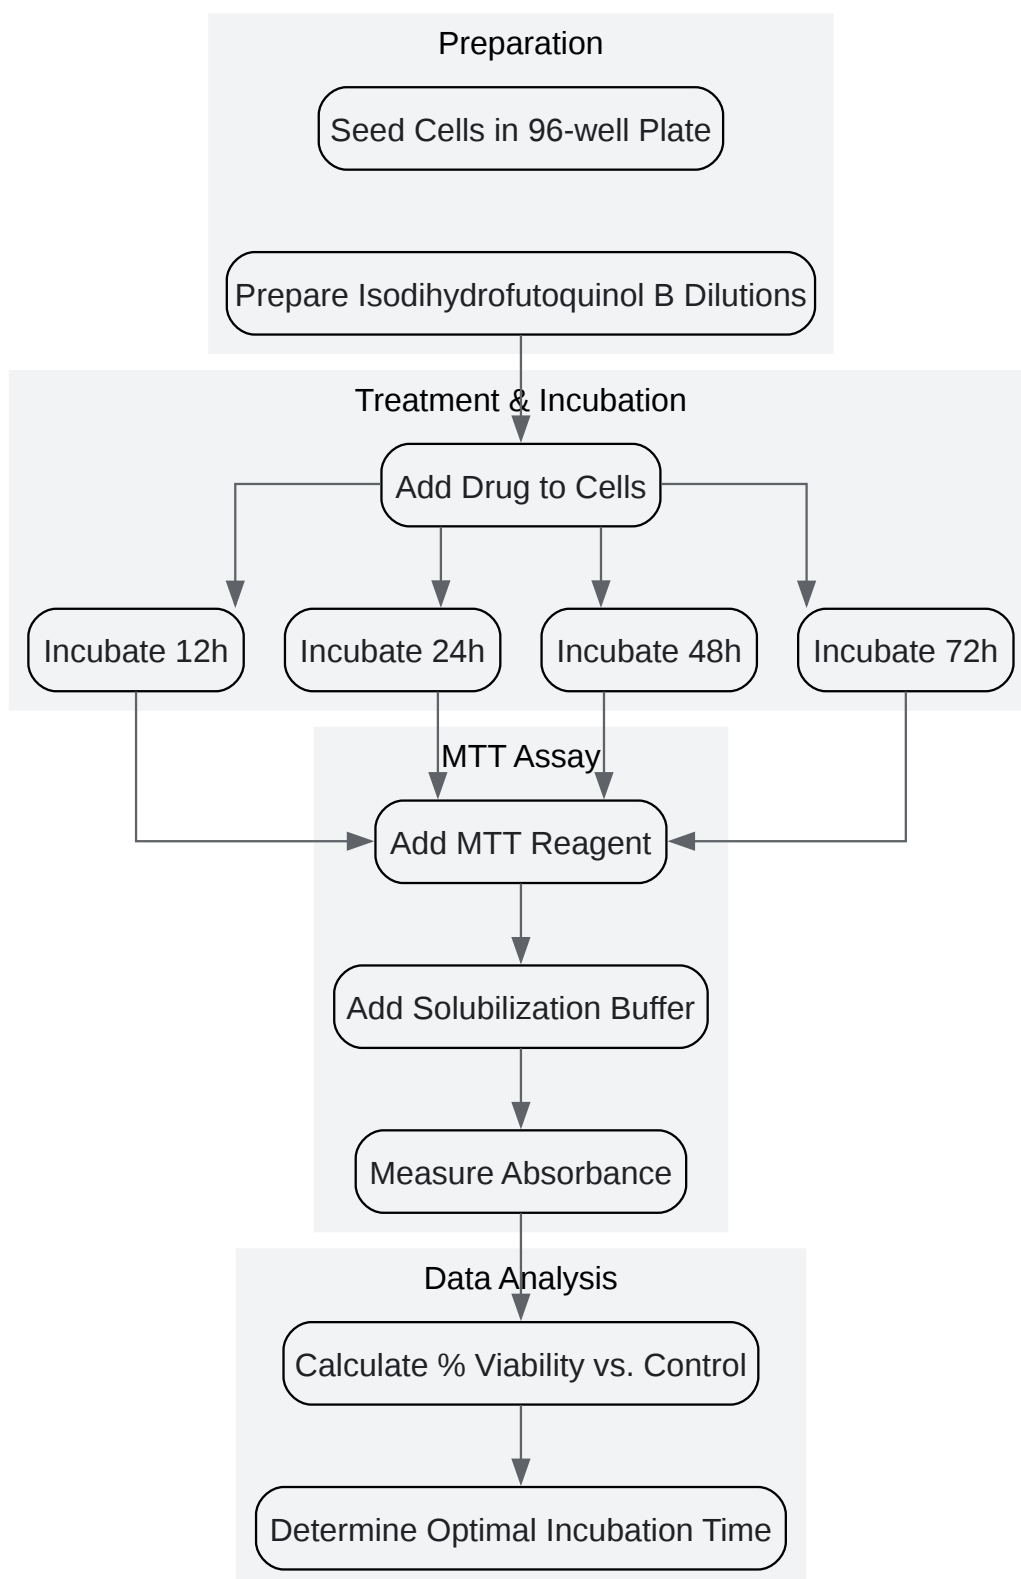 Preparation
Seed Cells in 96-well Plate
Prepare Isodihydrofutoquinol B Dilutions
Treatment & Incubation
Add Drug to Cells
Incubate 12h
Incubate 24h
Incubate 48h
Incubate 72h
MTT Assay
Add MTT Reagent
Add Solubilization Buffer
Measure Absorbance
Data Analysis
Calculate % Viability vs. Control
Determine Optimal Incubation Time